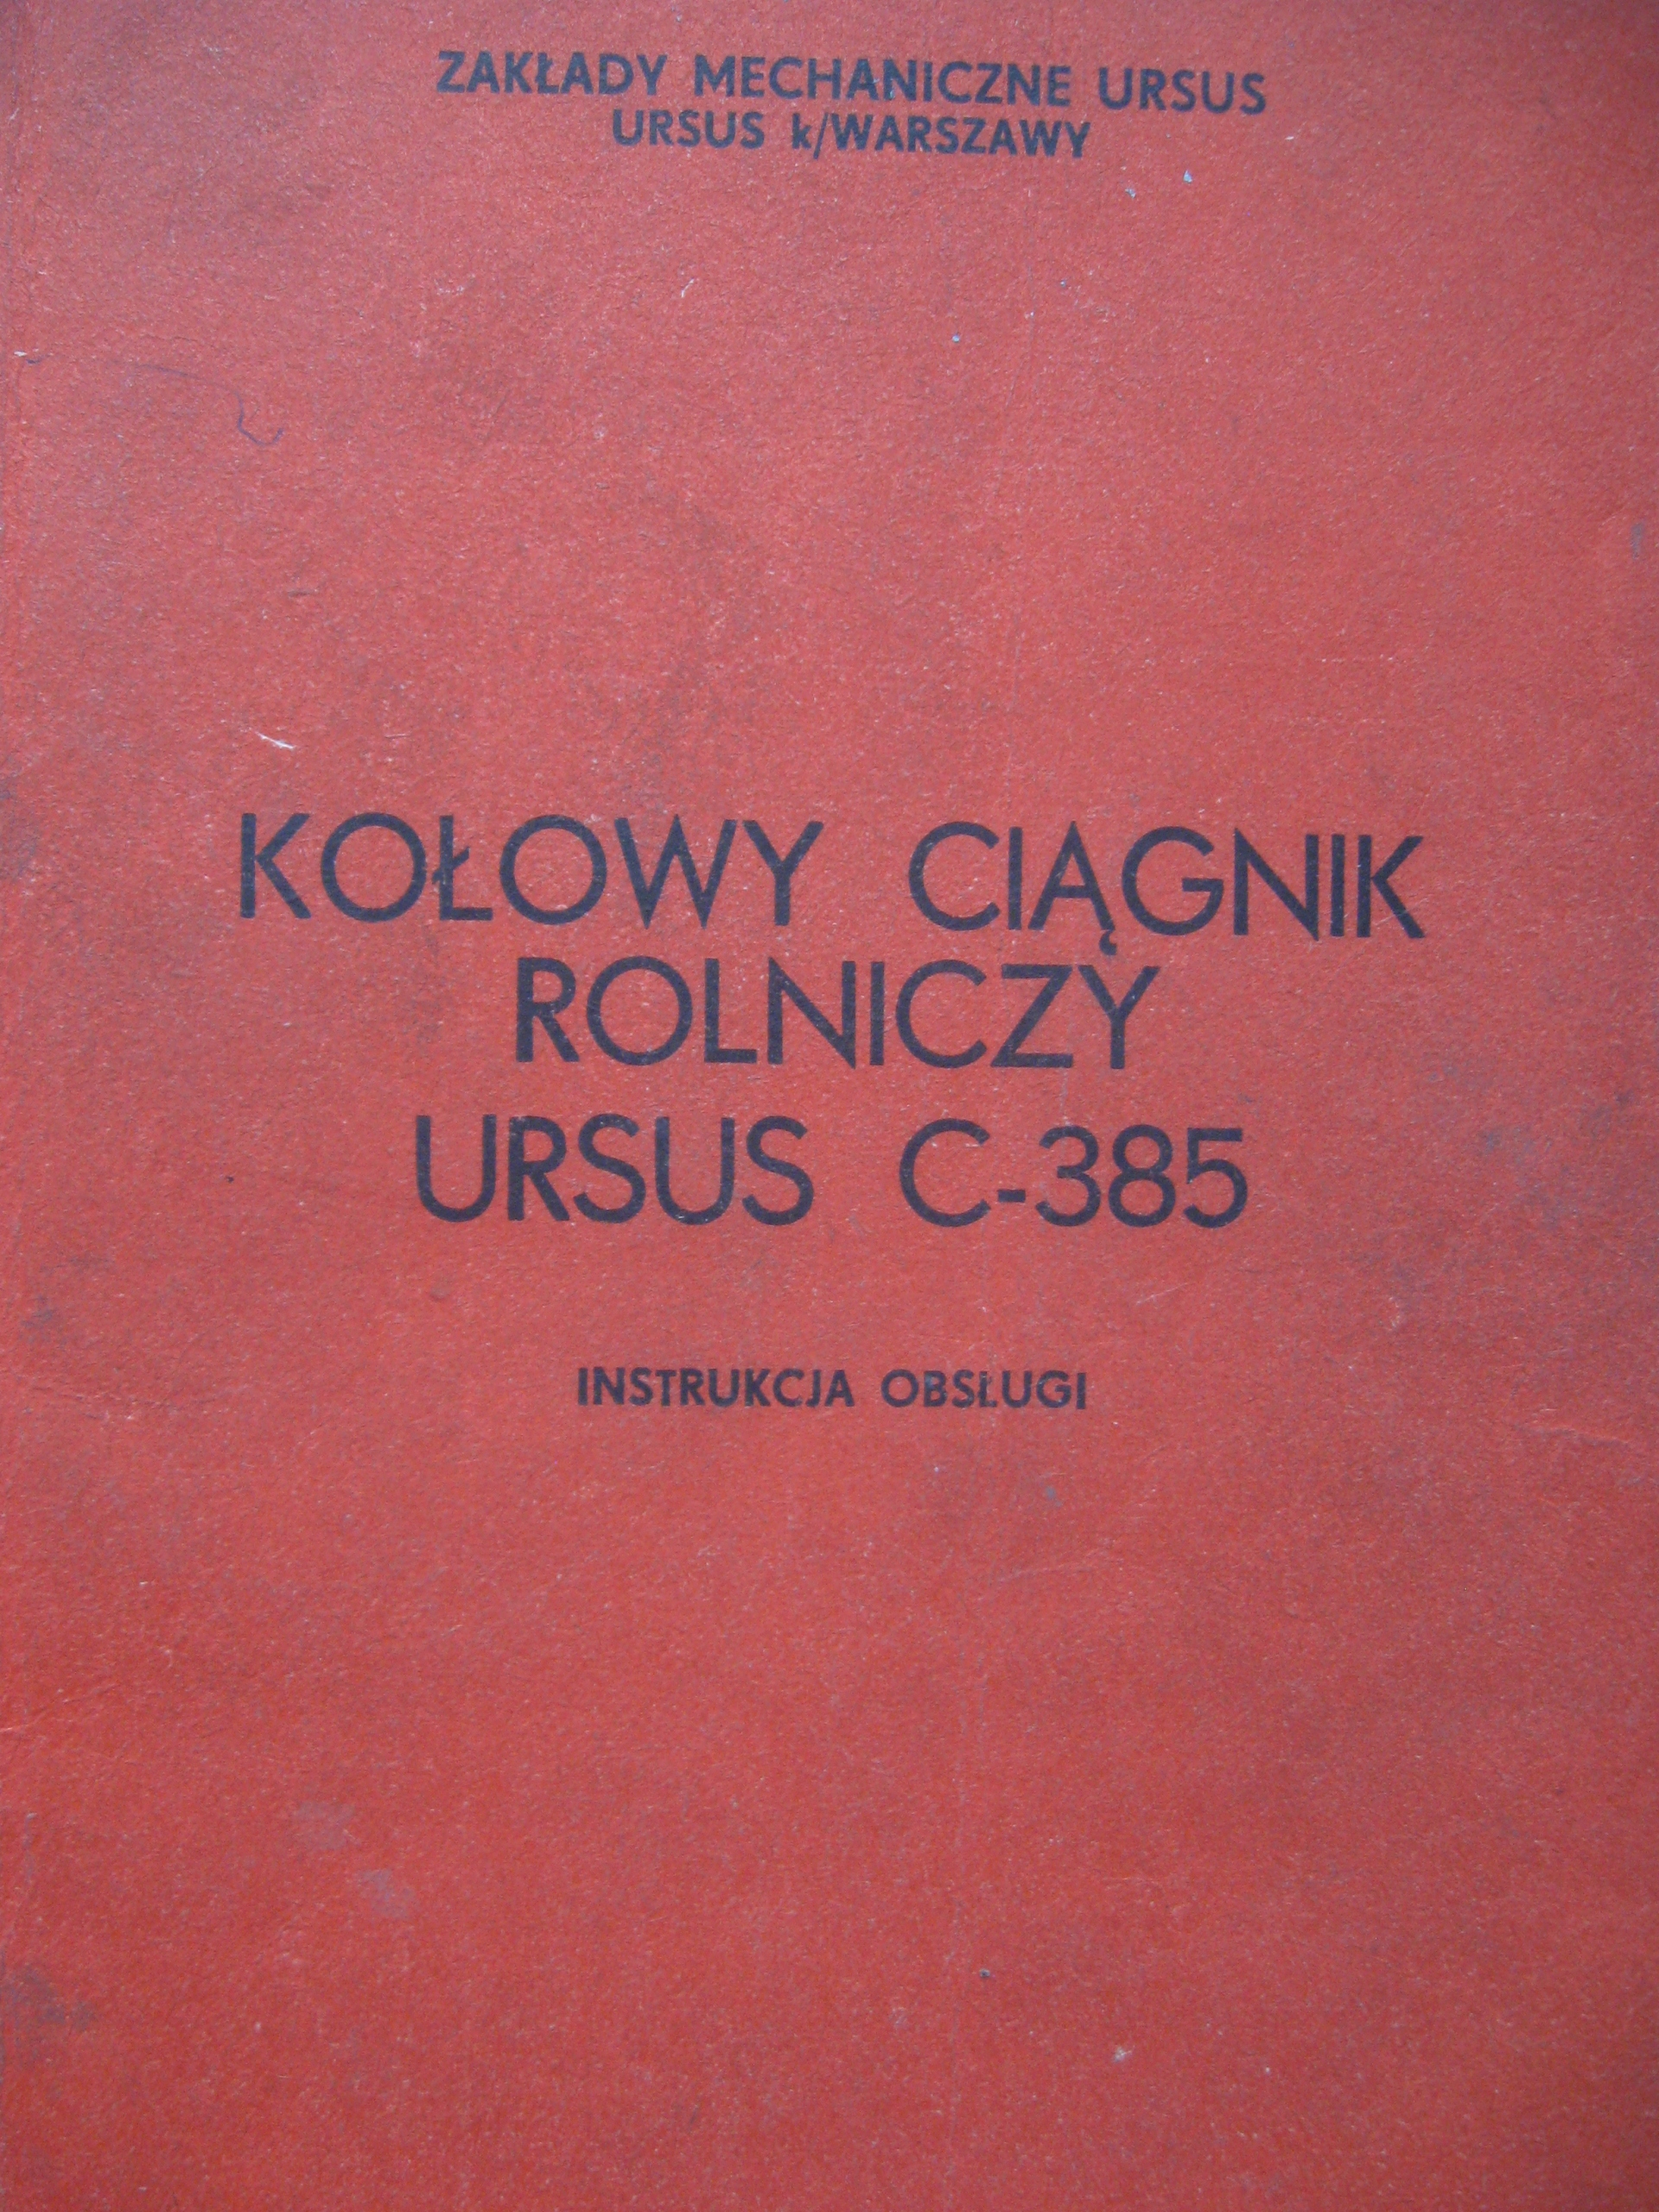 ZAKŁADY MECHANICZNE URSUS
URSUS k/WARSZAWY
KOŁOWY CIĄGNIK
ROLNICZY
URSUS C-385
INSTRUKCJA OBSŁUGI